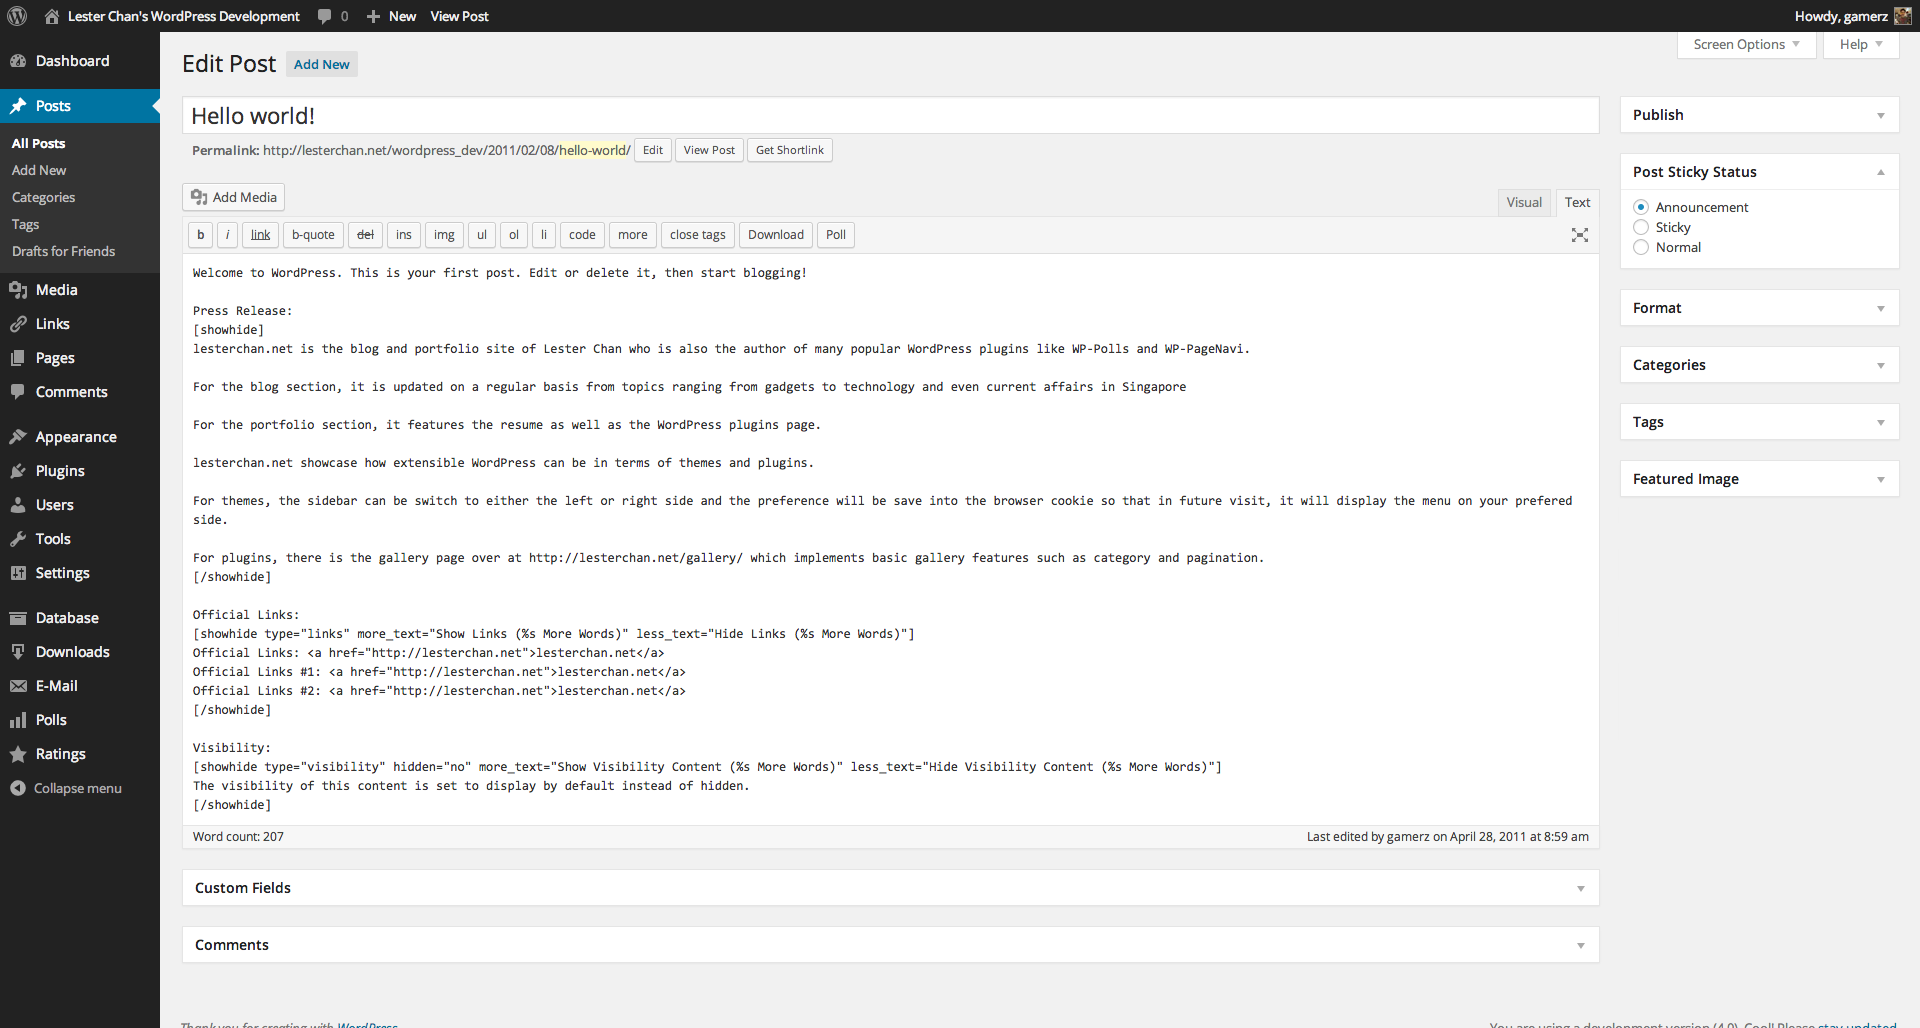 Lester Chan's WordPress Development 0 New View Post Howdy, gamerz
Dashboard
Posts
All Posts
Add New
Categories
Tags
Drafts for Friends
Media
Links
Pages
Comments
Appearance
Plugins
Users
Tools
Settings
Database
Downloads
E-Mail
Polls
Ratings
Collapse menu
Screen Options Help
Edit Post Add New
Hello world!
Permalink: http://lesterchan.net/wordpress_dev/2011/02/08/hello-world/ Edit View Post Get Shortlink
Add Media Visual Text
b i link b-quote del ins img ul ol li code more close tags Download Poll
Welcome to WordPress. This is your first post. Edit or delete it, then start blogging!
Press Release:
[showhide]
lesterchan.net is the blog and portfolio site of Lester Chan who is also the author of many popular WordPress plugins like WP-Polls and WP-PageNavi.
For the blog section, it is updated on a regular basis from topics ranging from gadgets to technology and even current affairs in Singapore
For the portfolio section, it features the resume as well as the WordPress plugins page.
lesterchan.net showcase how extensible WordPress can be in terms of themes and plugins.
For themes, the sidebar can be switch to either the left or right side and the preference will be save into the browser cookie so that in future visit, it will display the menu on your prefered
side.
For plugins, there is the gallery page over at http://lesterchan.net/gallery/ which implements basic gallery features such as category and pagination.
[/showhide]
Official Links:
[showhide type="links" more_text="Show Links (%s More Words)" less_text="Hide Links (%s More Words)"]
Official Links: <a href="http://lesterchan.net">lesterchan.net</a>
Official Links #1: <a href="http://lesterchan.net">lesterchan.net</a>
Official Links #2: <a href="http://lesterchan.net">lesterchan.net</a>
[/showhide]
Visibility:
[showhide type="visibility" hidden="no" more_text="Show Visibility Content (%s More Words)" less_text="Hide Visibility Content (%s More Words)"]
The visibility of this content is set to display by default instead of hidden.
[/showhide]
Word count: 207 Last edited by gamerz on April 28, 2011 at 8:59 am
Custom Fields
Comments
Publish
Post Sticky Status
Announcement
Sticky
Normal
Format
Categories
Tags
Featured Image
Thank you for creating with WordPress You are using a development version (4.0). Cool! Please stay updated